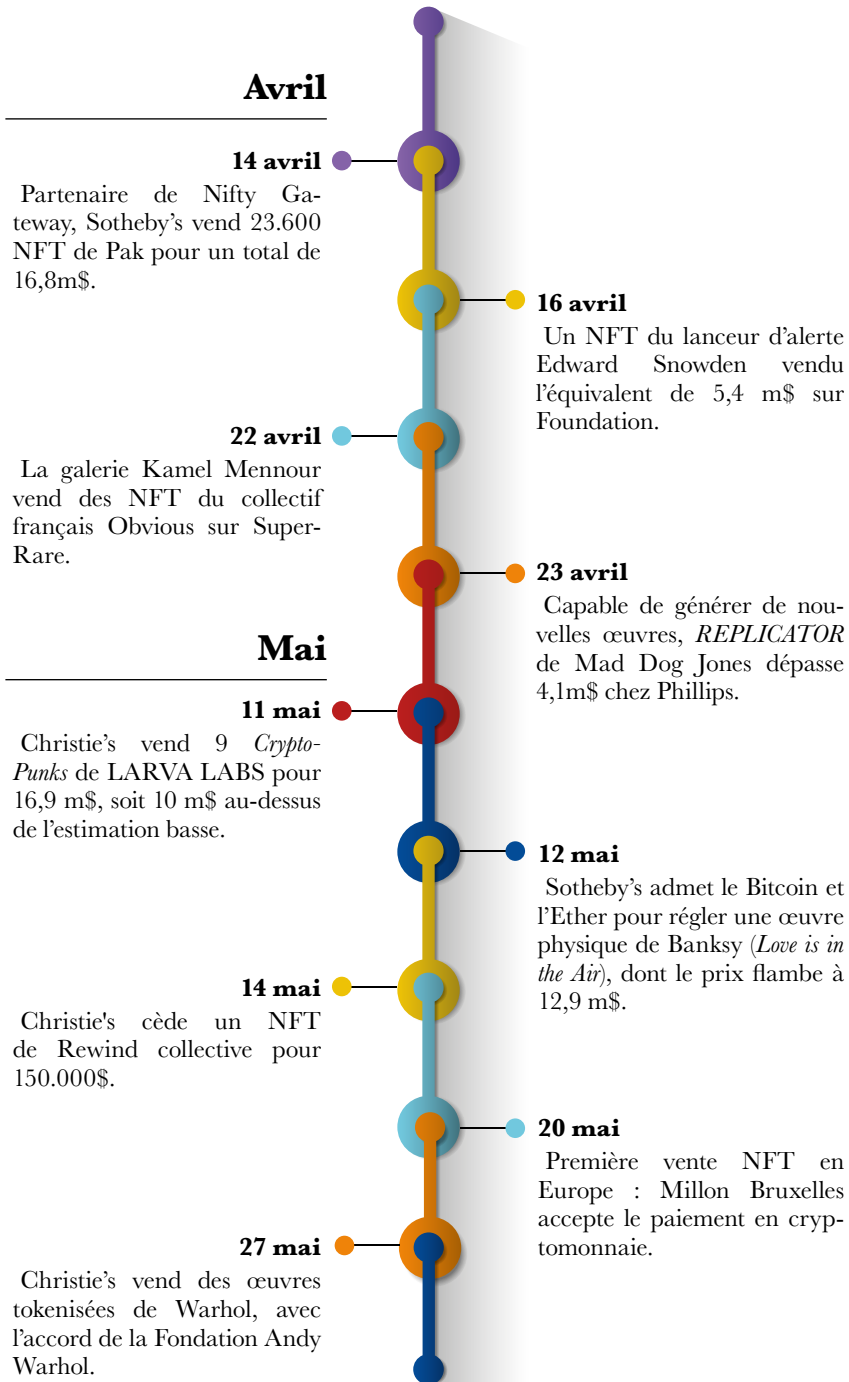 Avril
14 avril
Partenaire de Nifty Ga-
teway, Sotheby’s vend 23.600
NFT de Pak pour un total de
16,8m$.
16 avril
Un NFT du lanceur d’alerte
Edward Snowden vendu
l’équivalent de 5,4 m$ sur
Foundation.
22 avril
La galerie Kamel Mennour
vend des NFT du collectif
français Obvious sur Super-
Rare.
23 avril
Capable de générer de nou-
velles œuvres, REPLICATOR
de Mad Dog Jones dépasse
4,1m$ chez Phillips.
Mai
11 mai
Christie’s vend 9 Crypto-
Punks de LARVA LABS pour
16,9 m$, soit 10 m$ au-dessus
de l’estimation basse.
12 mai
Sotheby’s admet le Bitcoin et
l’Ether pour régler une œuvre
physique de Banksy (Love is in
the Air), dont le prix flambe à
12,9 m$.
14 mai
Christie's cède un NFT
de Rewind collective pour
150.000$.
20 mai
Première vente NFT en
Europe : Millon Bruxelles
accepte le paiement en cryp-
tomonnaie.
27 mai
Christie’s vend des œuvres
tokenisées de Warhol, avec
l’accord de la Fondation Andy
Warhol.